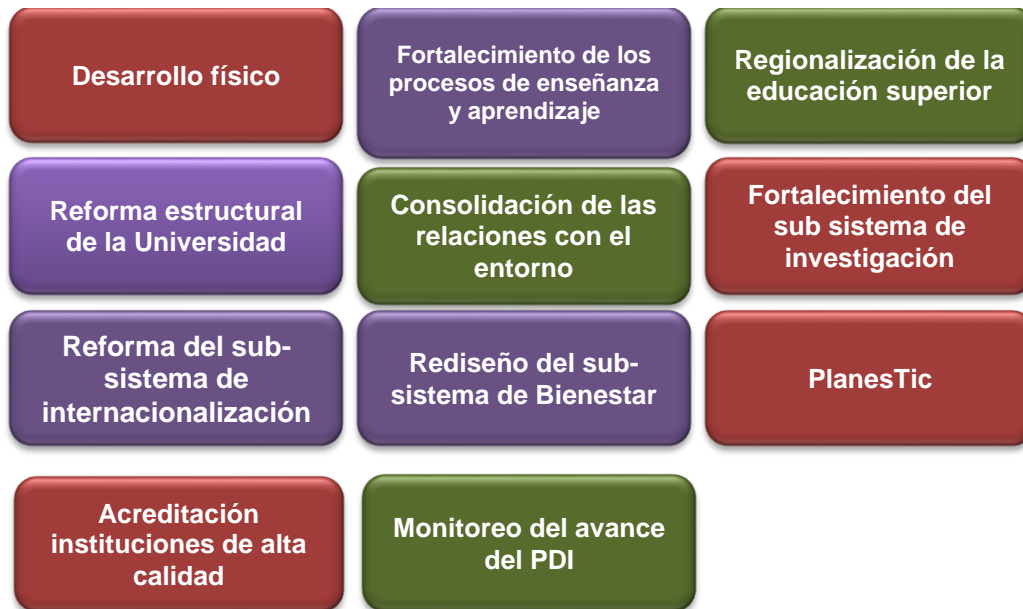 Desarrollo físico
Fortalecimiento de los
procesos de enseñanza
y aprendizaje
Regionalización de la
educación superior
Reforma estructural
de la Universidad
Consolidación de las
relaciones con el
entorno
Fortalecimiento del
sub sistema de
investigación
Reforma del sub-
sistema de
internacionalización
Rediseño del sub-
sistema de Bienestar
PlanesTic
Acreditación
instituciones de alta
calidad
Monitoreo del avance
del PDI